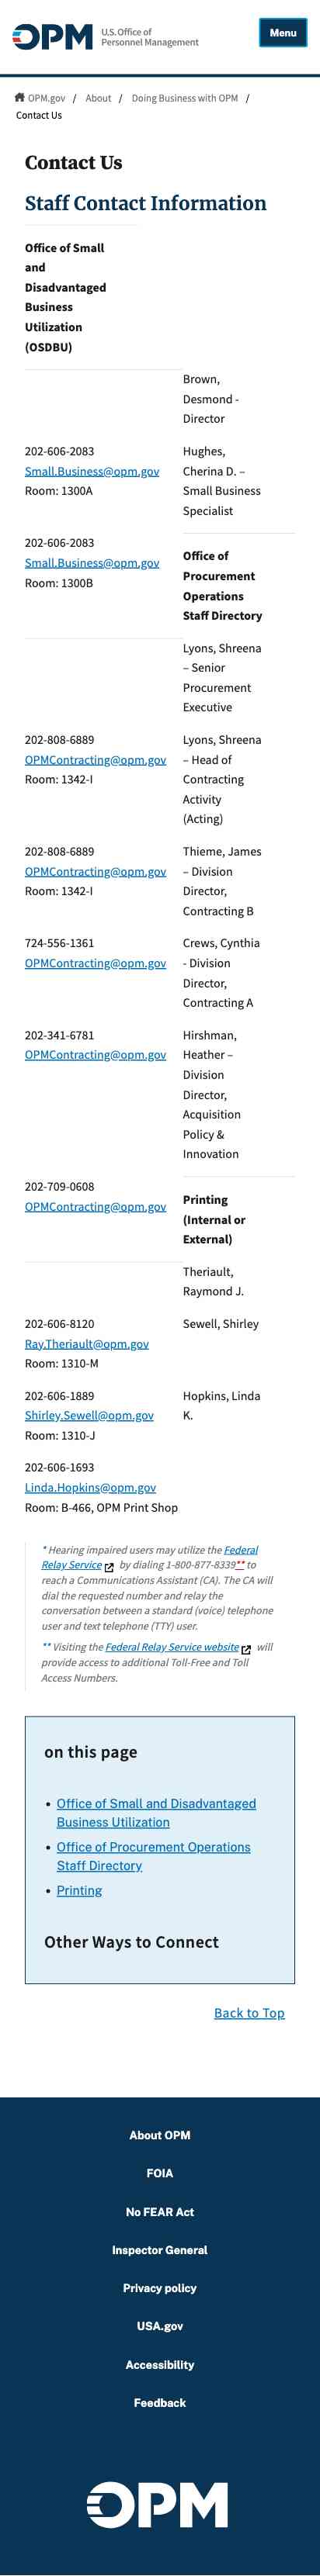 OPM U.S. Office of
Personnel Management
Menu
OPM.gov / About / Doing Business with OPM /
Contact Us
Contact Us
Staff Contact Information
Office of Small
and
Disadvantaged
Business
Utilization
(OSDBU)
Brown,
Desmond -
Director
202-606-2083
Small.Business@opm.gov
Room: 1300A
Hughes,
Cherina D. –
Small Business
Specialist
202-606-2083
Small.Business@opm.gov
Room: 1300B
Office of
Procurement
Operations
Staff Directory
Lyons, Shreena
– Senior
Procurement
Executive
202-808-6889
OPMContracting@opm.gov
Room: 1342-I
Lyons, Shreena
– Head of
Contracting
Activity
(Acting)
202-808-6889
OPMContracting@opm.gov
Room: 1342-I
Thieme, James
– Division
Director,
Contracting B
724-556-1361
OPMContracting@opm.gov
Crews, Cynthia
- Division
Director,
Contracting A
202-341-6781
OPMContracting@opm.gov
Hirshman,
Heather –
Division
Director,
Acquisition
Policy &
Innovation
202-709-0608
OPMContracting@opm.gov
Printing
(Internal or
External)
Theriault,
Raymond J.
202-606-8120
Ray.Theriault@opm.gov
Room: 1310-M
Sewell, Shirley
202-606-1889
Shirley.Sewell@opm.gov
Room: 1310-J
Hopkins, Linda
K.
202-606-1693
Linda.Hopkins@opm.gov
Room: B-466, OPM Print Shop
* Hearing impaired users may utilize the Federal
Relay Service by dialing 1-800-877-8339** to
reach a Communications Assistant (CA). The CA will
dial the requested number and relay the
conversation between a standard (voice) telephone
user and text telephone (TTY) user.
** Visiting the Federal Relay Service website will
provide access to additional Toll-Free and Toll
Access Numbers.
on this page
• Office of Small and Disadvantaged
Business Utilization
• Office of Procurement Operations
Staff Directory
• Printing
Other Ways to Connect
Back to Top
About OPM
FOIA
No FEAR Act
Inspector General
Privacy policy
USA.gov
Accessibility
Feedback
OPM